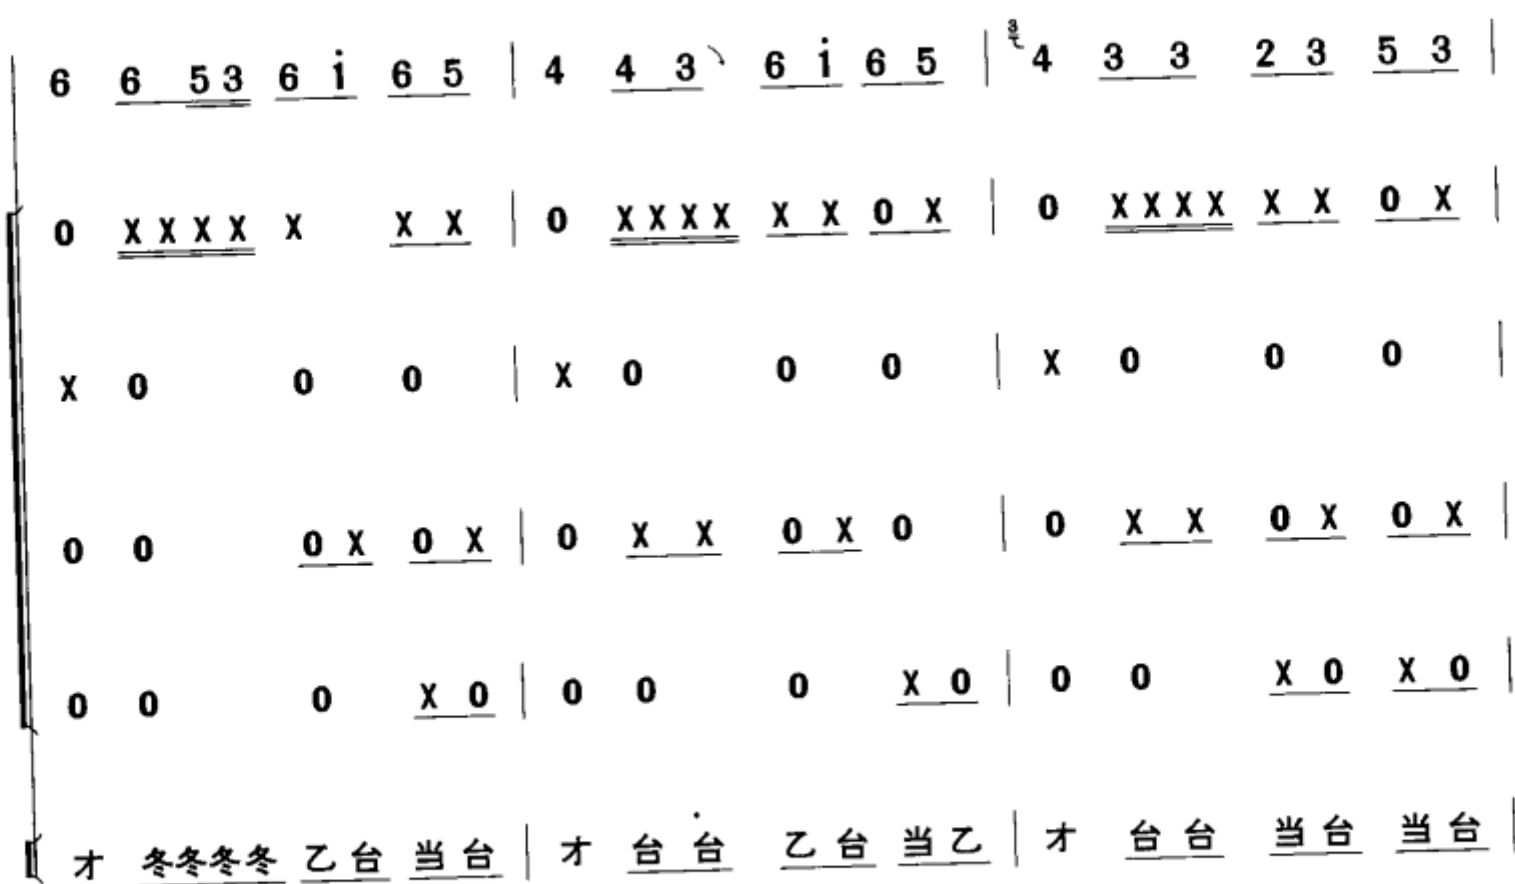 6 6 53 6 i 65 | 4 4 3 6 i 65 | 3 4 3 3 2 3 5 3 |
0 XXXX X X X | 0 XXXX X X 0 X | 0 XXXX X X 0 X |
X 0 0 0 | X 0 0 0 | X 0 0 0 |
0 0 0 X 0 X | 0 X X 0 X 0 | 0 X X 0 X 0 X |
0 0 0 X 0 | 0 0 0 X 0 | 0 0 X 0 X 0 |
才 冬冬冬冬 乙台 当台 | 才 台台 乙台 当乙 | 才 台台 当台 当台 |